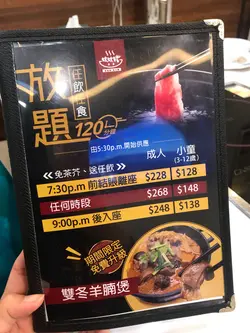 放題
任飲任食
120分鐘
由5:30p.m.開始供應
成人 小童
(3-12歲)
免茶芥、途任飲
7:30p.m 前結賬離座 $228 $128
任何時段 $268 $148
9:00p.m 後入座 $248 $138
期間限定
免費升級
雙冬羊腩煲